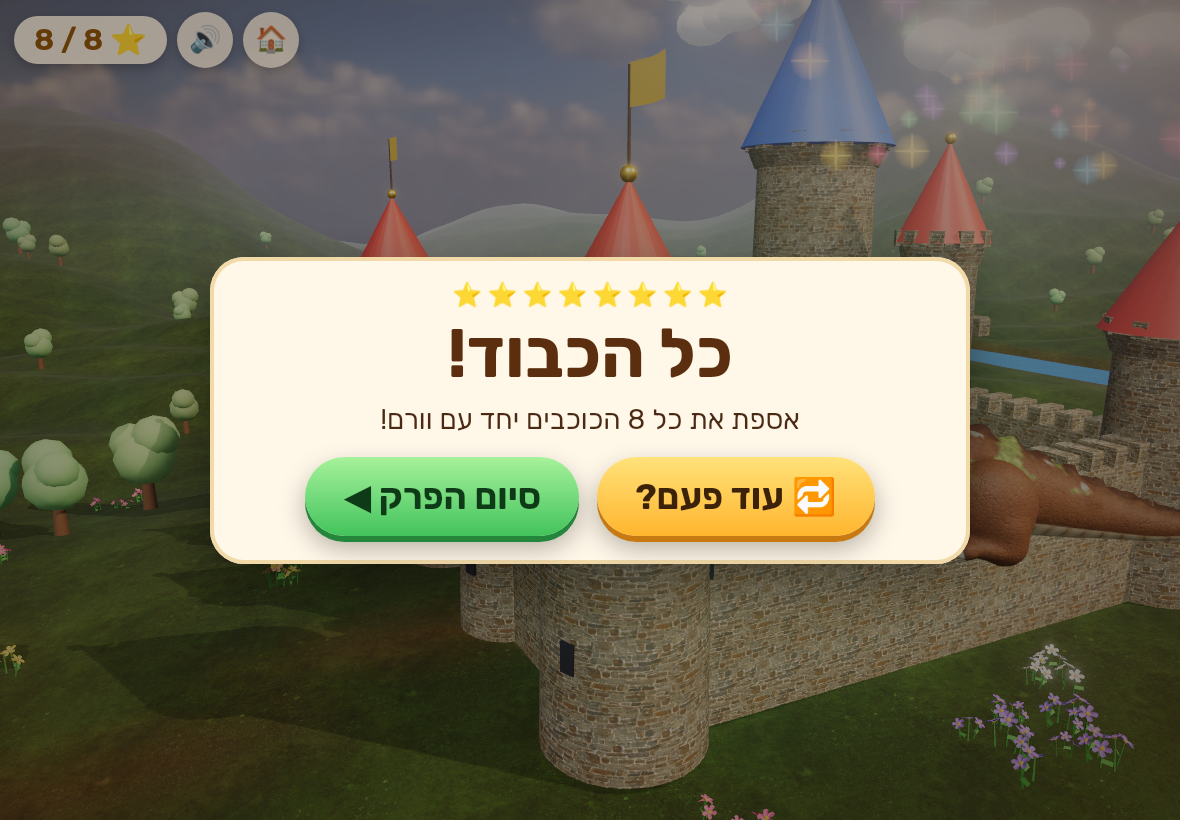 8 / 8 ⭐
כל הכבוד!
אספת את כל 8 הכוכבים יחד עם וורם!
🔁 עוד פעם?
סיום הפרק ◀